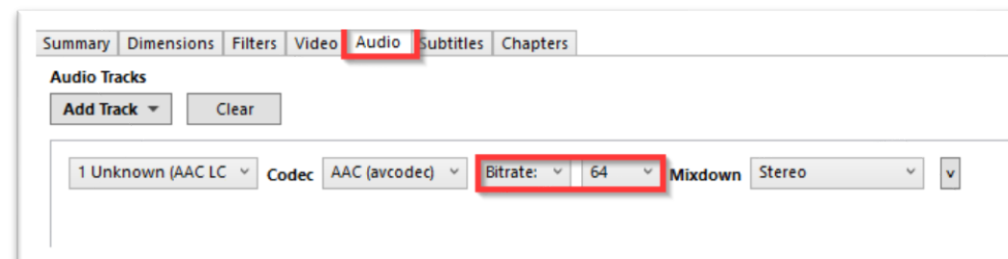 Summary Dimensions Filters Video Audio Subtitles Chapters
Audio Tracks
Add Track Clear
1 Unknown (AAC LC Codec AAC (avcodec) Bitrate: 64 Mixdown Stereo